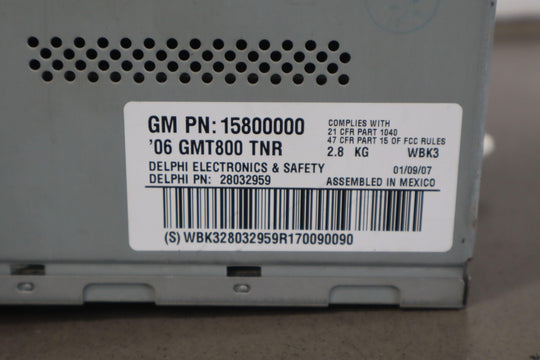 GM PN: 15800000
'06 GMT800 TNR
DELPHI ELECTRONICS & SAFETY
DELPHI PN: 28032959
COMPLIES WITH
21 CFR PART 1040
47 CFR PART 15 OF FCC RULES
2.8 KG WBK3
01/09/07
ASSEMBLED IN MEXICO
(S) WBK328032959R170090090